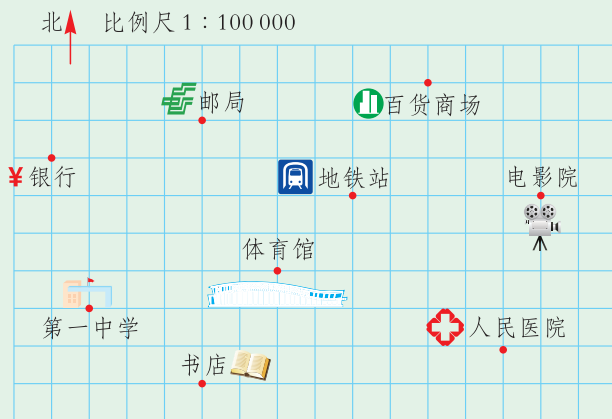 北 比例尺 1：100 000
邮局
百货商场
¥ 银行
地铁站
电影院
体育馆
第一中学
人民医院
书店